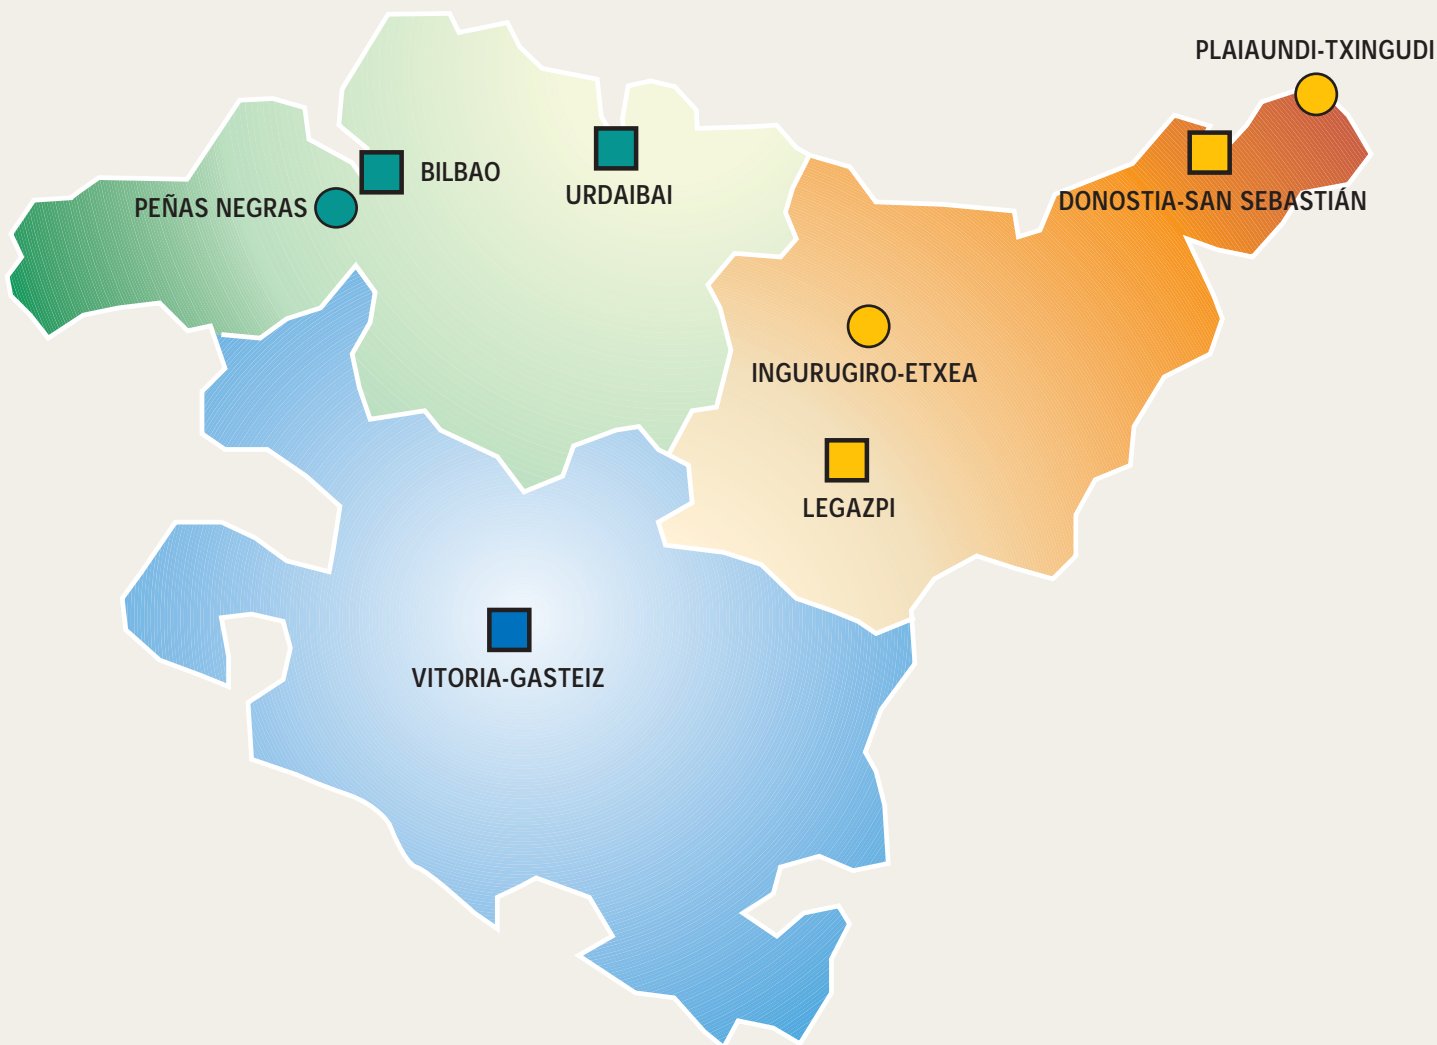 PLAIAUNDI-TXINGUDI
BILBAO
URDAIBAI
PEÑAS NEGRAS
DONOSTIA-SAN SEBASTIÁN
INGURUGIRO-ETXEA
LEGAZPI
VITORIA-GASTEIZ